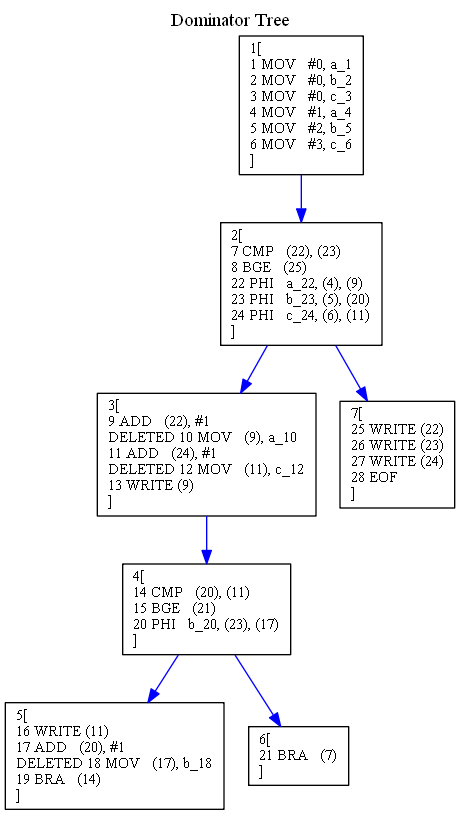 Dominator Tree
1[
1 MOV #0, a_1
2 MOV #0, b_2
3 MOV #0, c_3
4 MOV #1, a_4
5 MOV #2, b_5
6 MOV #3, c_6
]
2[
7 CMP (22), (23)
8 BGE (25)
22 PHI a_22, (4), (9)
23 PHI b_23, (5), (20)
24 PHI c_24, (6), (11)
]
3[
9 ADD (22), #1
DELETED 10 MOV (9), a_10
11 ADD (24), #1
DELETED 12 MOV (11), c_12
13 WRITE (9)
]
7[
25 WRITE (22)
26 WRITE (23)
27 WRITE (24)
28 EOF
]
4[
14 CMP (20), (11)
15 BGE (21)
20 PHI b_20, (23), (17)
]
5[
16 WRITE (11)
17 ADD (20), #1
DELETED 18 MOV (17), b_18
19 BRA (14)
]
6[
21 BRA (7)
]